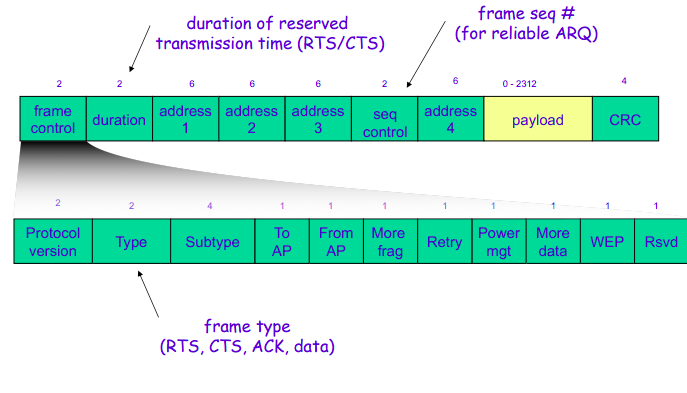 duration of reserved
transmission time (RTS/CTS)
frame seq #
(for reliable ARQ)
2 2 6 6 6 2 6 0 - 2312 4
frame
control
duration
address
1
address
2
address
3
seq
control
address
4
payload
CRC
2 2 4 1 1 1 1 1 1 1 1
Protocol
version
Type
Subtype
To
AP
From
AP
More
frag
Retry
Power
mgt
More
data
WEP
Rsvd
frame type
(RTS, CTS, ACK, data)